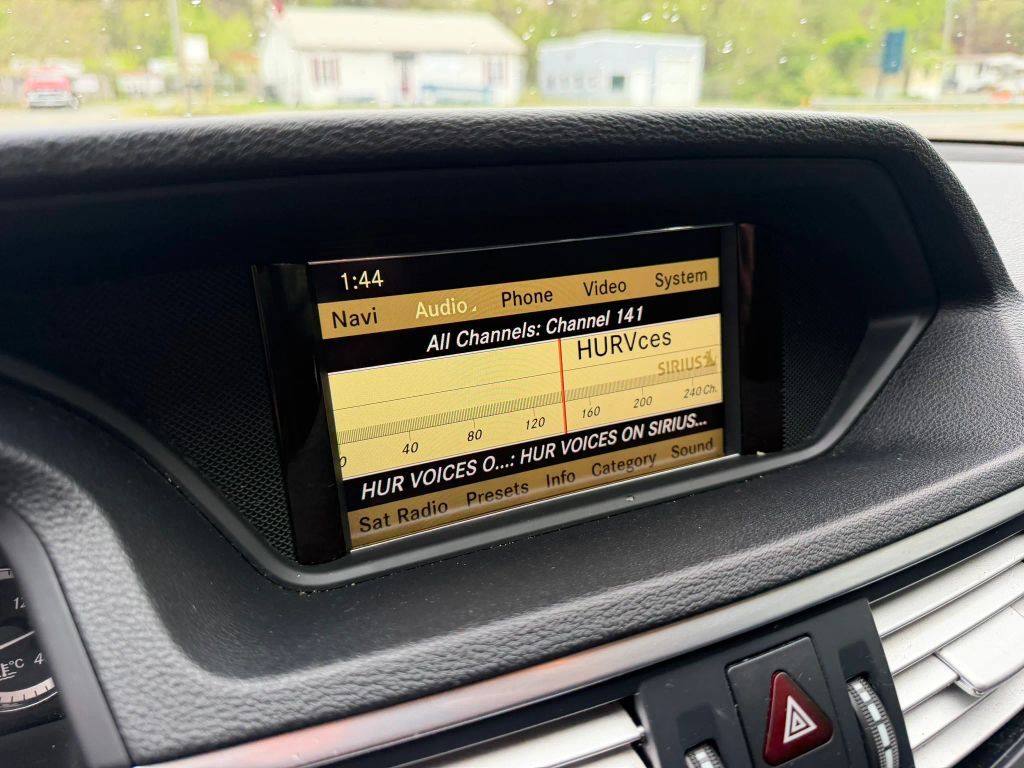 1:44
Navi Audio Phone Video System
All Channels: Channel 141
HURVces
SIRIUS
0 40 80 120 160 200 240 Ch.
HUR VOICES O...: HUR VOICES ON SIRIUS...
Sat Radio Presets Info Category Sound
°C